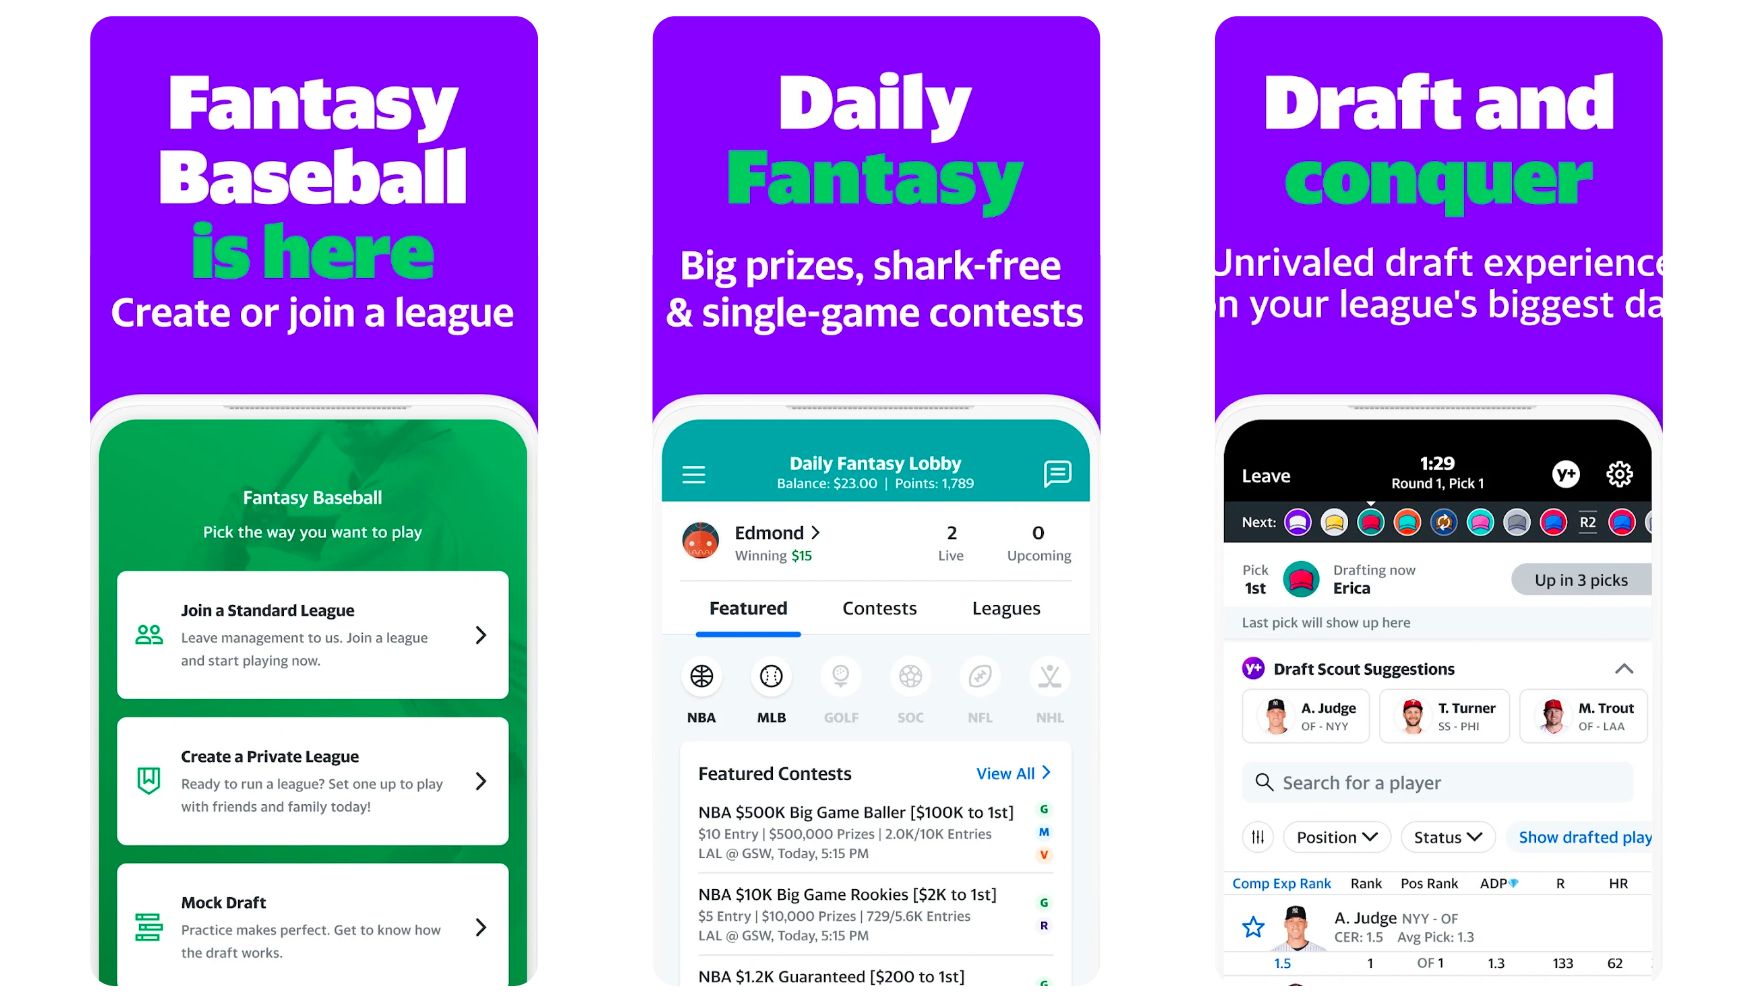 Fantasy
Baseball
is here
Create or join a league
Fantasy Baseball
Pick the way you want to play
Join a Standard League
Leave management to us. Join a league
and start playing now.
Create a Private League
Ready to run a league? Set one up to play
with friends and family today!
Mock Draft
Practice makes perfect. Get to know how
the draft works.
Daily
Fantasy
Big prizes, shark-free
& single-game contests
Daily Fantasy Lobby
Balance: $23.00 | Points: 1,789
Edmond
Winning $15
2
Live
0
Upcoming
Featured Contests Leagues
NBA MLB GOLF SOC NFL NHL
Featured Contests View All
NBA $500K Big Game Baller [$100K to 1st] G
$10 Entry | $500,000 Prizes | 2.0K/10K Entries M
LAL @ GSW, Today, 5:15 PM V
NBA $10K Big Game Rookies [$2K to 1st] G
$5 Entry | $10,000 Prizes | 729/5.6K Entries R
LAL @ GSW, Today, 5:15 PM
NBA $1.2K Guaranteed [$200 to 1st] G
Draft and
conquer
Unrivaled draft experience
on your league's biggest da
Leave
1:29
Round 1, Pick 1
y+
Next: R2
Pick
1st
Drafting now
Erica
Up in 3 picks
Last pick will show up here
y+ Draft Scout Suggestions
A. Judge
OF - NYY
T. Turner
SS - PHI
M. Trout
OF - LAA
Search for a player
Position Status Show drafted play
Comp Exp Rank Rank Pos Rank ADP R HR
A. Judge NYY - OF
CER: 1.5 Avg Pick: 1.3
1.5 1 OF 1 1.3 133 62